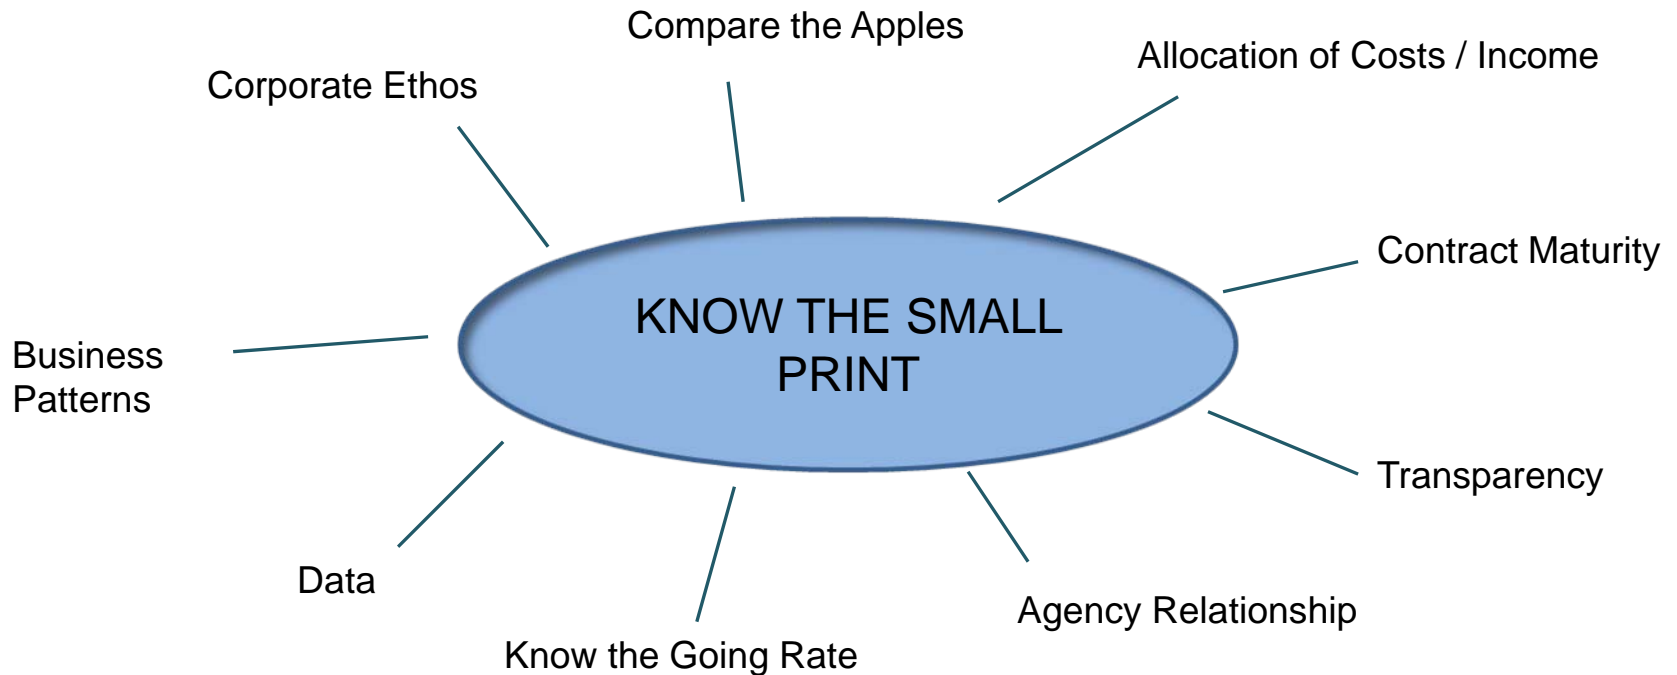 Compare the Apples
Allocation of Costs / Income
Corporate Ethos
Contract Maturity
KNOW THE SMALL
PRINT
Business
Patterns
Transparency
Data
Agency Relationship
Know the Going Rate